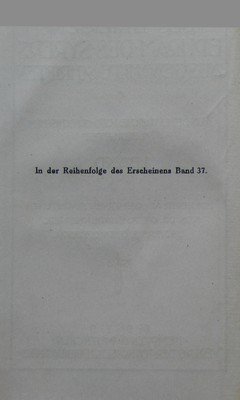 In der Reihenfolge des Erscheinens Band 37.